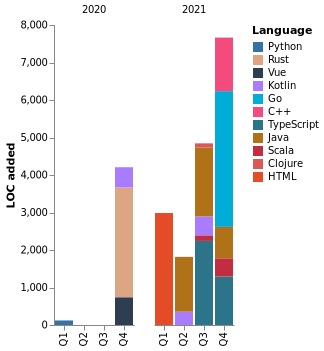 2020 2021
Language
Python
Rust
Vue
Kotlin
Go
C++
TypeScript
Java
Scala
Clojure
HTML
LOC added
8,000
7,000
6,000
5,000
4,000
3,000
2,000
1,000
0
Q1 Q2 Q3 Q4 Q1 Q2 Q3 Q4